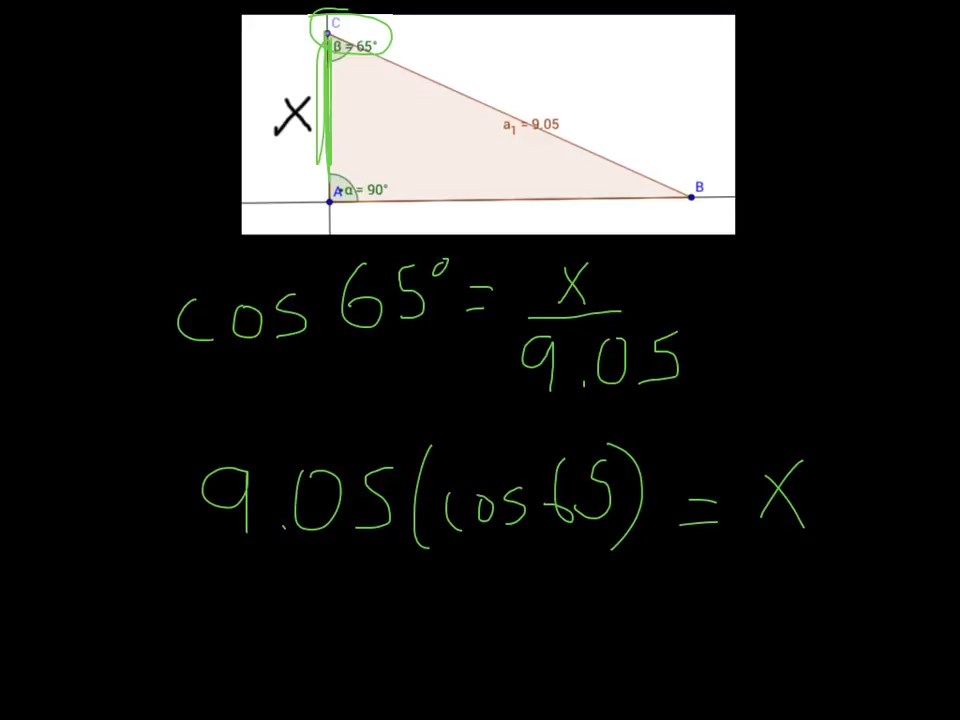 C
β = 65°
X
a₁ = 9.05
A α = 90°
B
cos 65° = x
9.05
9.05(cos 65) = x